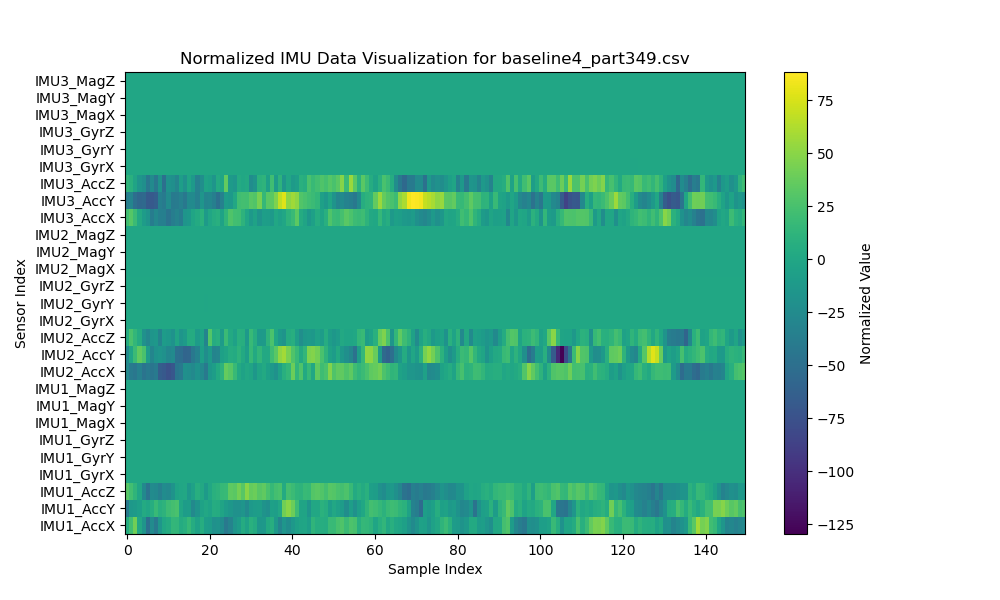 Normalized IMU Data Visualization for baseline4_part349.csv
IMU3_MagZ
IMU3_MagY
IMU3_MagX
IMU3_GyrZ
IMU3_GyrY
IMU3_GyrX
IMU3_AccZ
IMU3_AccY
IMU3_AccX
IMU2_MagZ
IMU2_MagY
IMU2_MagX
IMU2_GyrZ
IMU2_GyrY
IMU2_GyrX
IMU2_AccZ
IMU2_AccY
IMU2_AccX
IMU1_MagZ
IMU1_MagY
IMU1_MagX
IMU1_GyrZ
IMU1_GyrY
IMU1_GyrX
IMU1_AccZ
IMU1_AccY
IMU1_AccX
Sensor Index
0 20 40 60 80 100 120 140
Sample Index
75
50
25
0
−25
−50
−75
−100
−125
Normalized Value